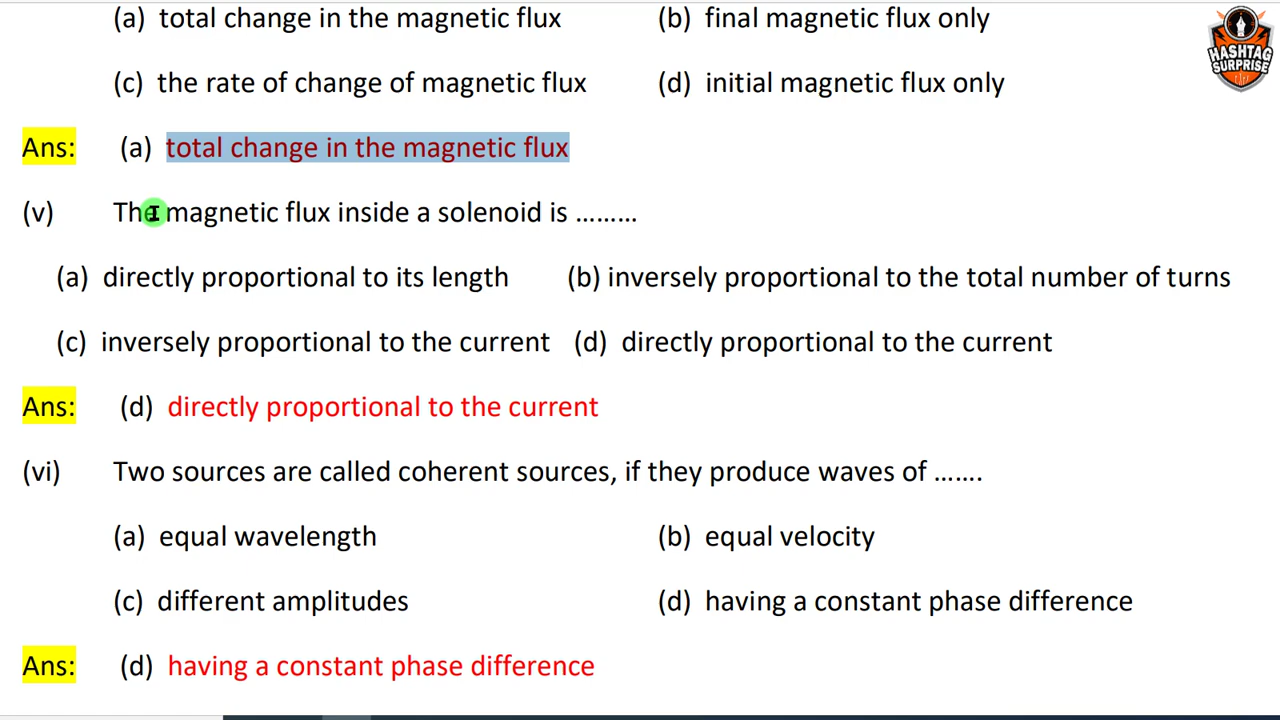 (a) total change in the magnetic flux (b) final magnetic flux only
(c) the rate of change of magnetic flux (d) initial magnetic flux only
Ans: (a) total change in the magnetic flux
(v) The magnetic flux inside a solenoid is ………
(a) directly proportional to its length (b) inversely proportional to the total number of turns
(c) inversely proportional to the current (d) directly proportional to the current
Ans: (d) directly proportional to the current
(vi) Two sources are called coherent sources, if they produce waves of …….
(a) equal wavelength (b) equal velocity
(c) different amplitudes (d) having a constant phase difference
Ans: (d) having a constant phase difference
HASHTAG
SURPRISE